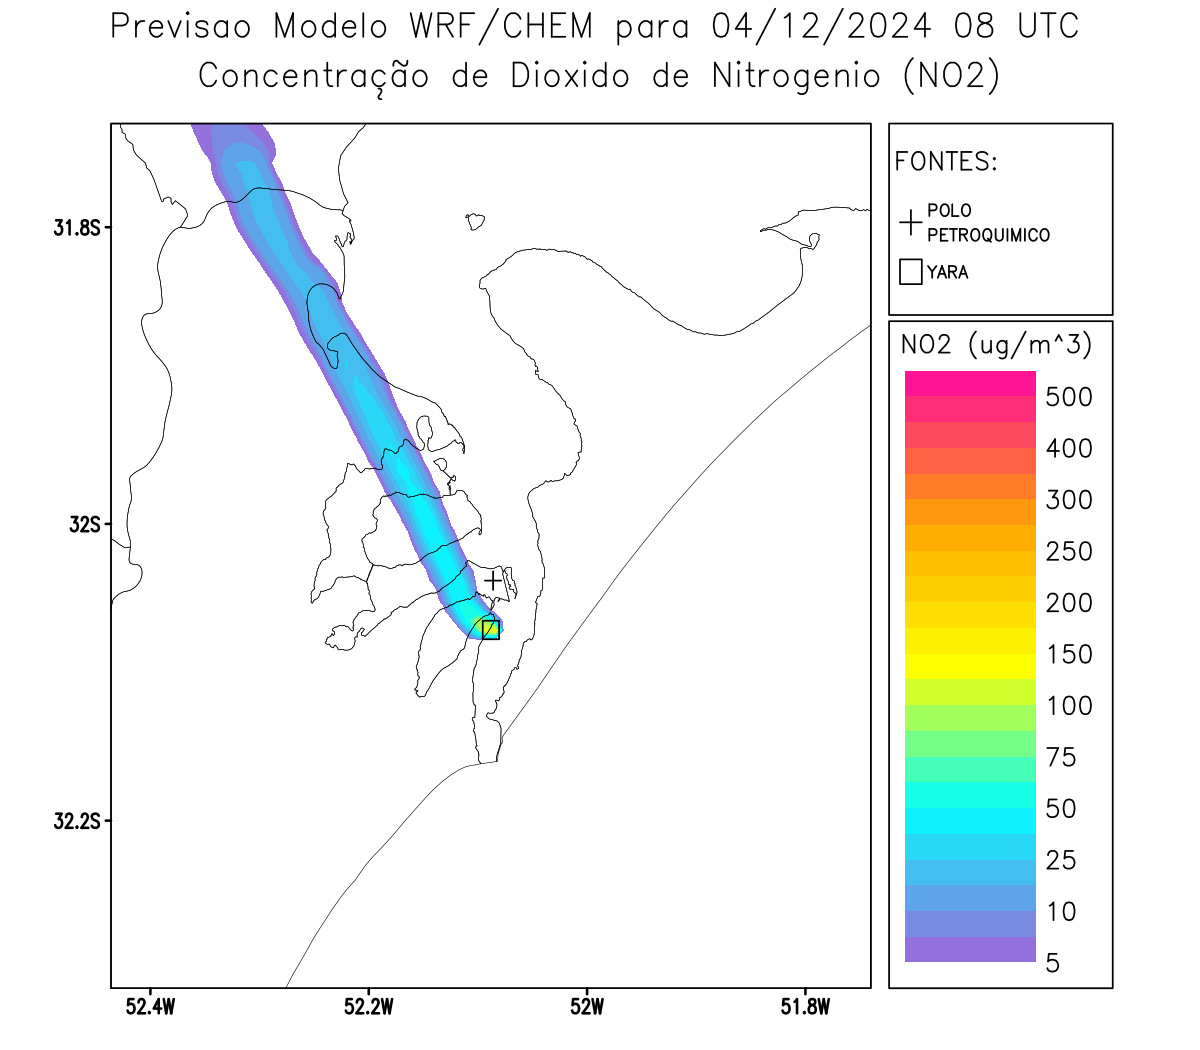 Previsao Modelo WRF/CHEM para 04/12/2024 08 UTC
Concentração de Dioxido de Nitrogenio (NO2)
FONTES:
POLO
PETROQUIMICO
YARA
NO2 (ug/m^3)
500
400
300
250
200
150
100
75
50
25
10
5
31.8S
32S
32.2S
52.4W
52.2W
52W
51.8W